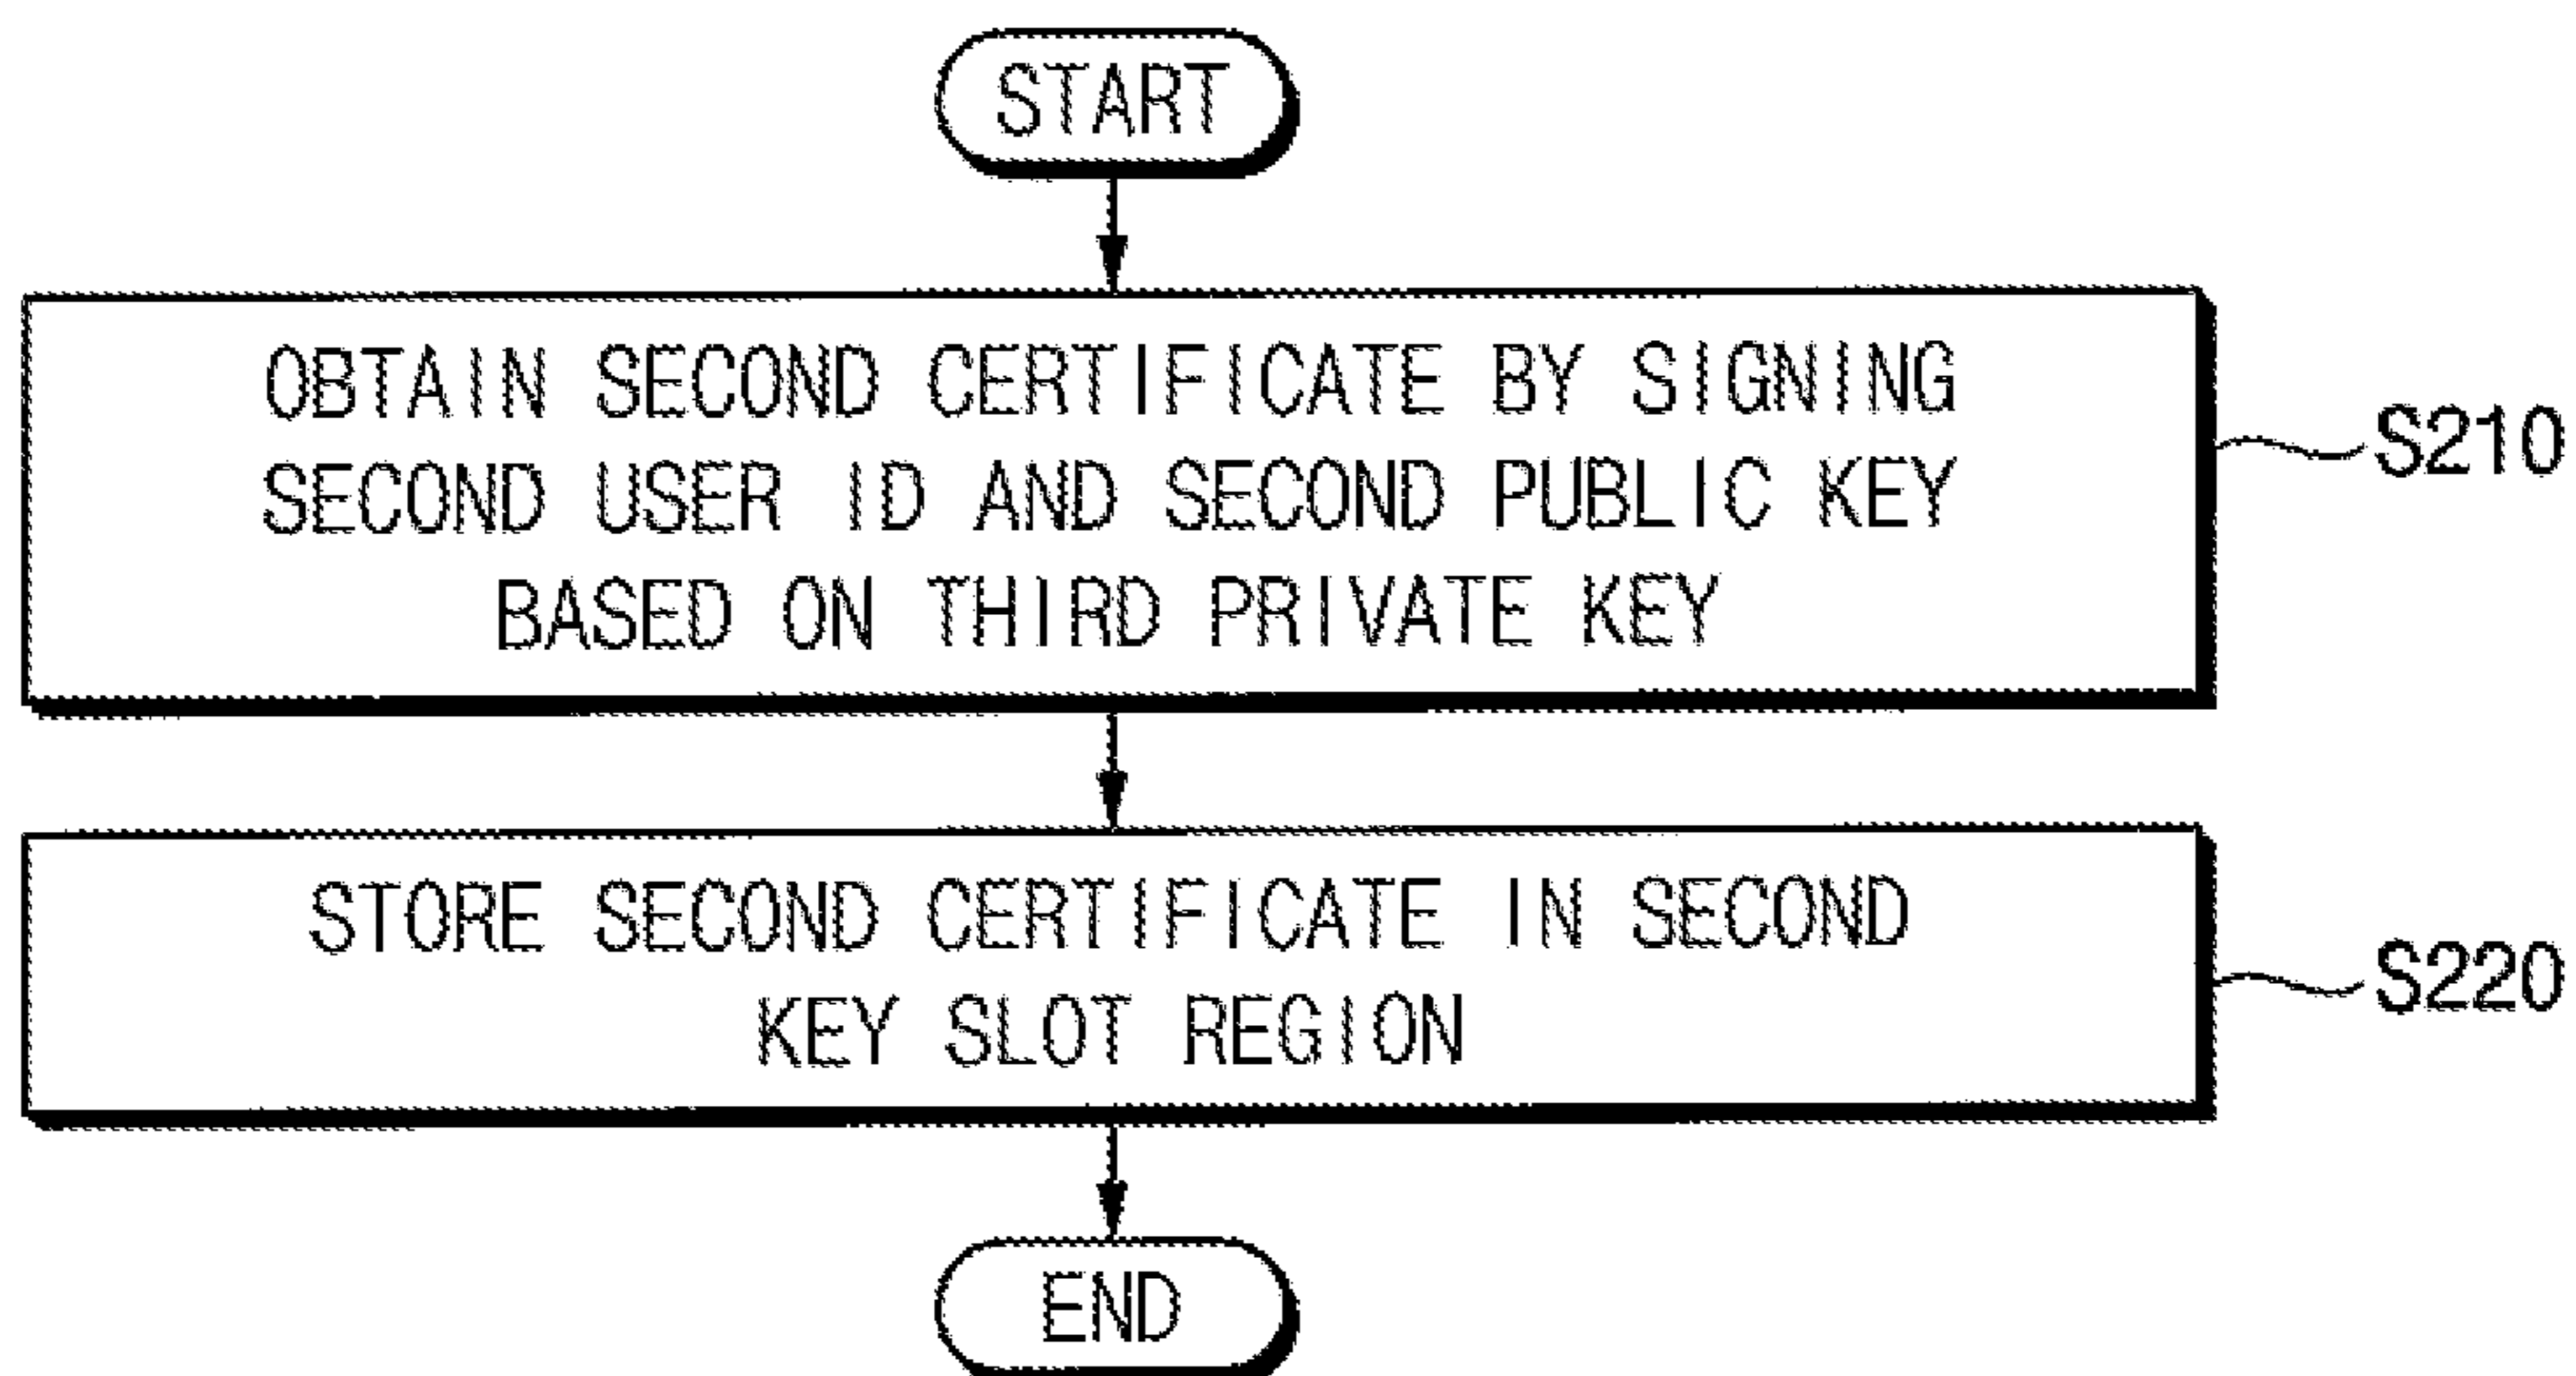 START
OBTAIN SECOND CERTIFICATE BY SIGNING
SECOND USER ID AND SECOND PUBLIC KEY
BASED ON THIRD PRIVATE KEY
S210
STORE SECOND CERTIFICATE IN SECOND
KEY SLOT REGION
S220
END